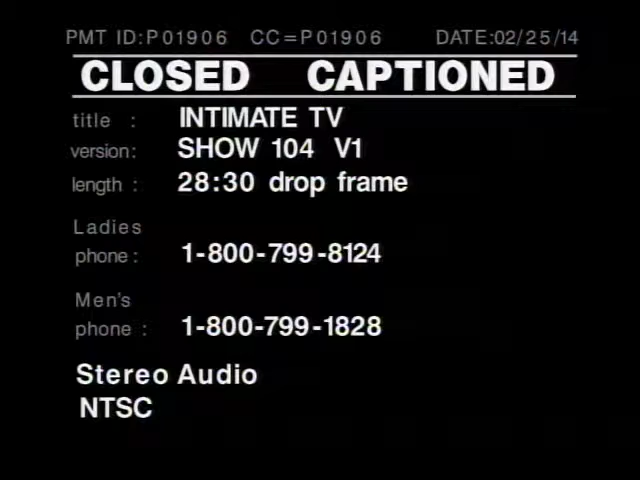 PMT ID:P01906 CC=P01906 DATE:02/25/14
CLOSED CAPTIONED
title : INTIMATE TV
version: SHOW 104 V1
length : 28:30 drop frame
Ladies
phone: 1-800-799-8124
Men's
phone : 1-800-799-1828
Stereo Audio
NTSC